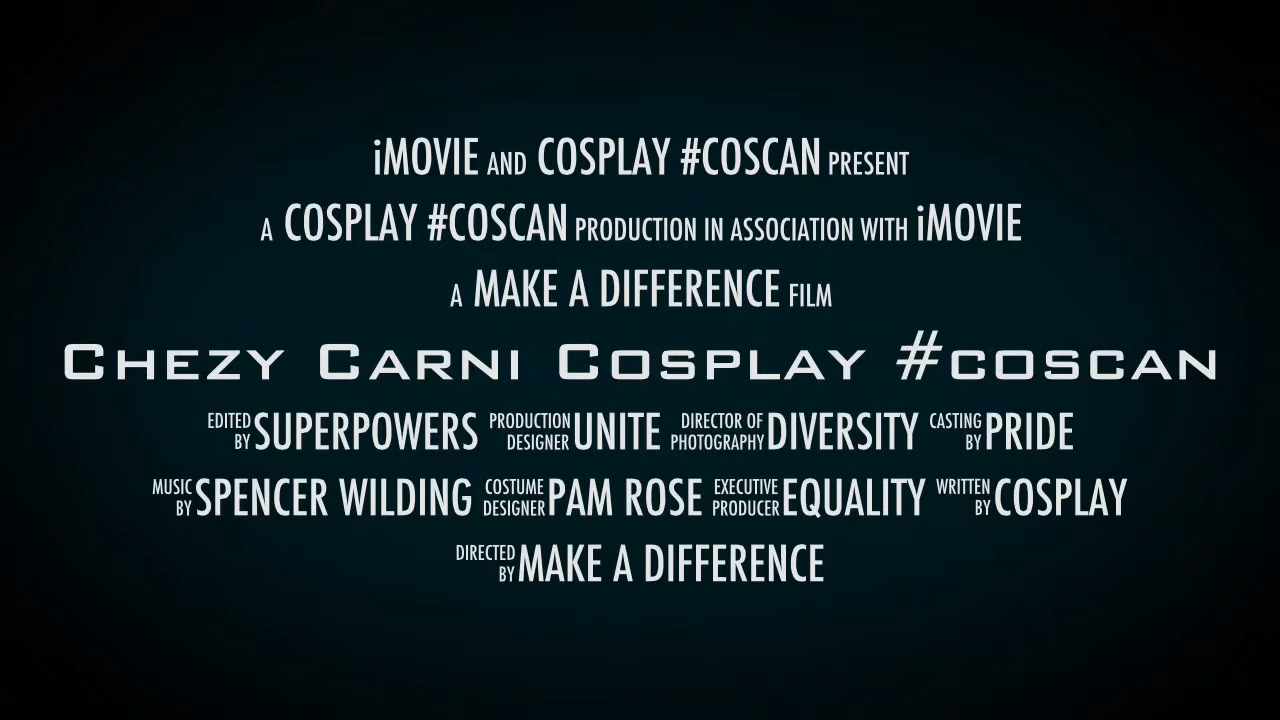 iMOVIE AND COSPLAY #COSCAN PRESENT
A COSPLAY #COSCAN PRODUCTION IN ASSOCIATION WITH iMOVIE
A MAKE A DIFFERENCE FILM
CHEZY CARNI COSPLAY #COSCAN
EDITED BY SUPERPOWERS PRODUCTION DESIGNER UNITE DIRECTOR OF PHOTOGRAPHY DIVERSITY CASTING BY PRIDE
MUSIC BY SPENCER WILDING COSTUME DESIGNER PAM ROSE EXECUTIVE PRODUCER EQUALITY WRITTEN BY COSPLAY
DIRECTED BY MAKE A DIFFERENCE